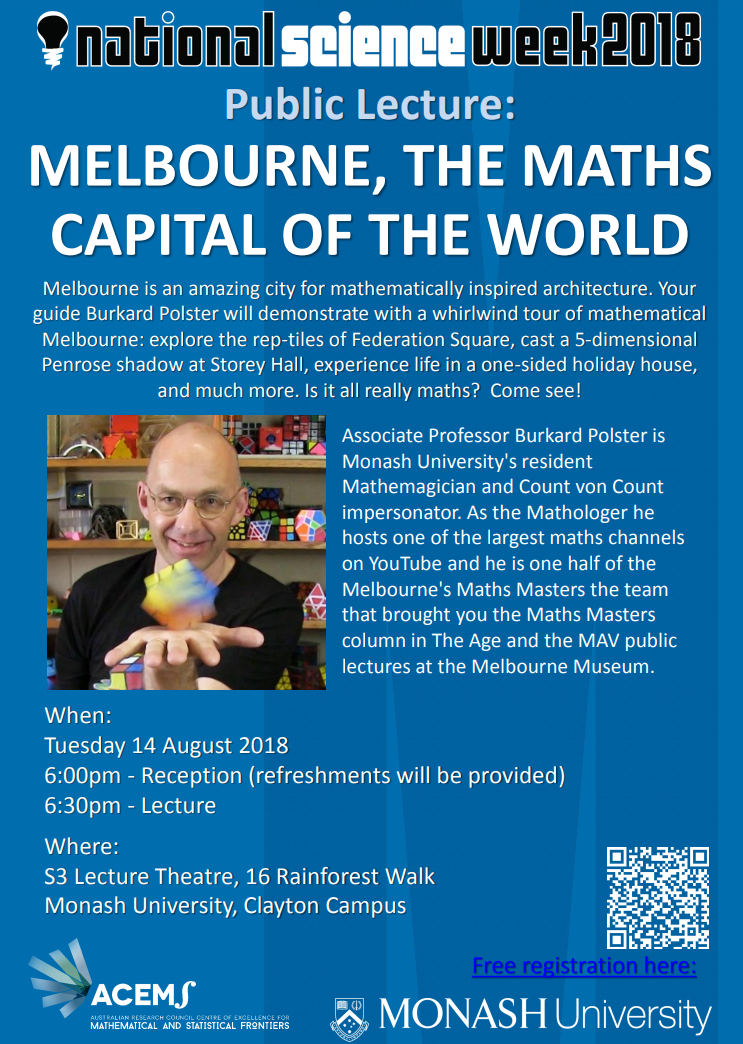 national science week 2018
Public Lecture:
MELBOURNE, THE MATHS
CAPITAL OF THE WORLD
Melbourne is an amazing city for mathematically inspired architecture. Your
guide Burkard Polster will demonstrate with a whirlwind tour of mathematical
Melbourne: explore the rep-tiles of Federation Square, cast a 5-dimensional
Penrose shadow at Storey Hall, experience life in a one-sided holiday house,
and much more. Is it all really maths?  Come see!
Associate Professor Burkard Polster is
Monash University's resident
Mathemagician and Count von Count
impersonator. As the Mathologer he
hosts one of the largest maths channels
on YouTube and he is one half of the
Melbourne's Maths Masters the team
that brought you the Maths Masters
column in The Age and the MAV public
lectures at the Melbourne Museum.
When:
Tuesday 14 August 2018
6:00pm - Reception (refreshments will be provided)
6:30pm - Lecture
Where:
S3 Lecture Theatre, 16 Rainforest Walk
Monash University, Clayton Campus
Free registration here:
ACEMS
AUSTRALIAN RESEARCH COUNCIL CENTRE OF EXCELLENCE FOR
MATHEMATICAL AND STATISTICAL FRONTIERS
MONASH University